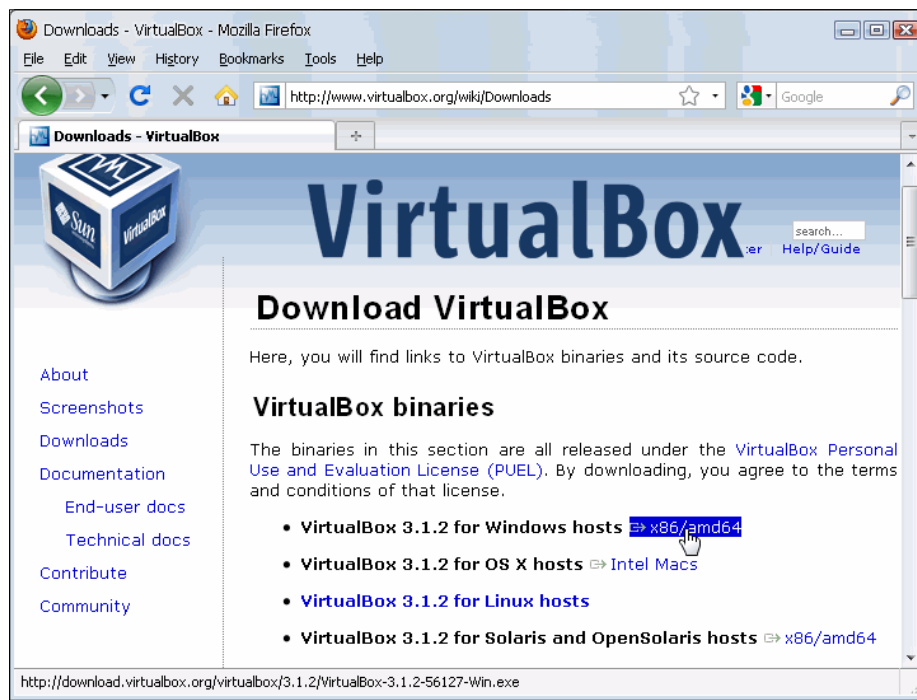 Downloads - VirtualBox - Mozilla Firefox
File Edit View History Bookmarks Tools Help
http://www.virtualbox.org/wiki/Downloads
Google
Downloads - VirtualBox
Sun
VirtualBox
VirtualBox
search...
er Help/Guide
Download VirtualBox
Here, you will find links to VirtualBox binaries and its source code.
About
Screenshots
Downloads
Documentation
End-user docs
Technical docs
Contribute
Community
VirtualBox binaries
The binaries in this section are all released under the VirtualBox Personal
Use and Evaluation License (PUEL). By downloading, you agree to the terms
and conditions of that license.
• VirtualBox 3.1.2 for Windows hosts x86/amd64
• VirtualBox 3.1.2 for OS X hosts Intel Macs
• VirtualBox 3.1.2 for Linux hosts
• VirtualBox 3.1.2 for Solaris and OpenSolaris hosts x86/amd64
http://download.virtualbox.org/virtualbox/3.1.2/VirtualBox-3.1.2-56127-Win.exe